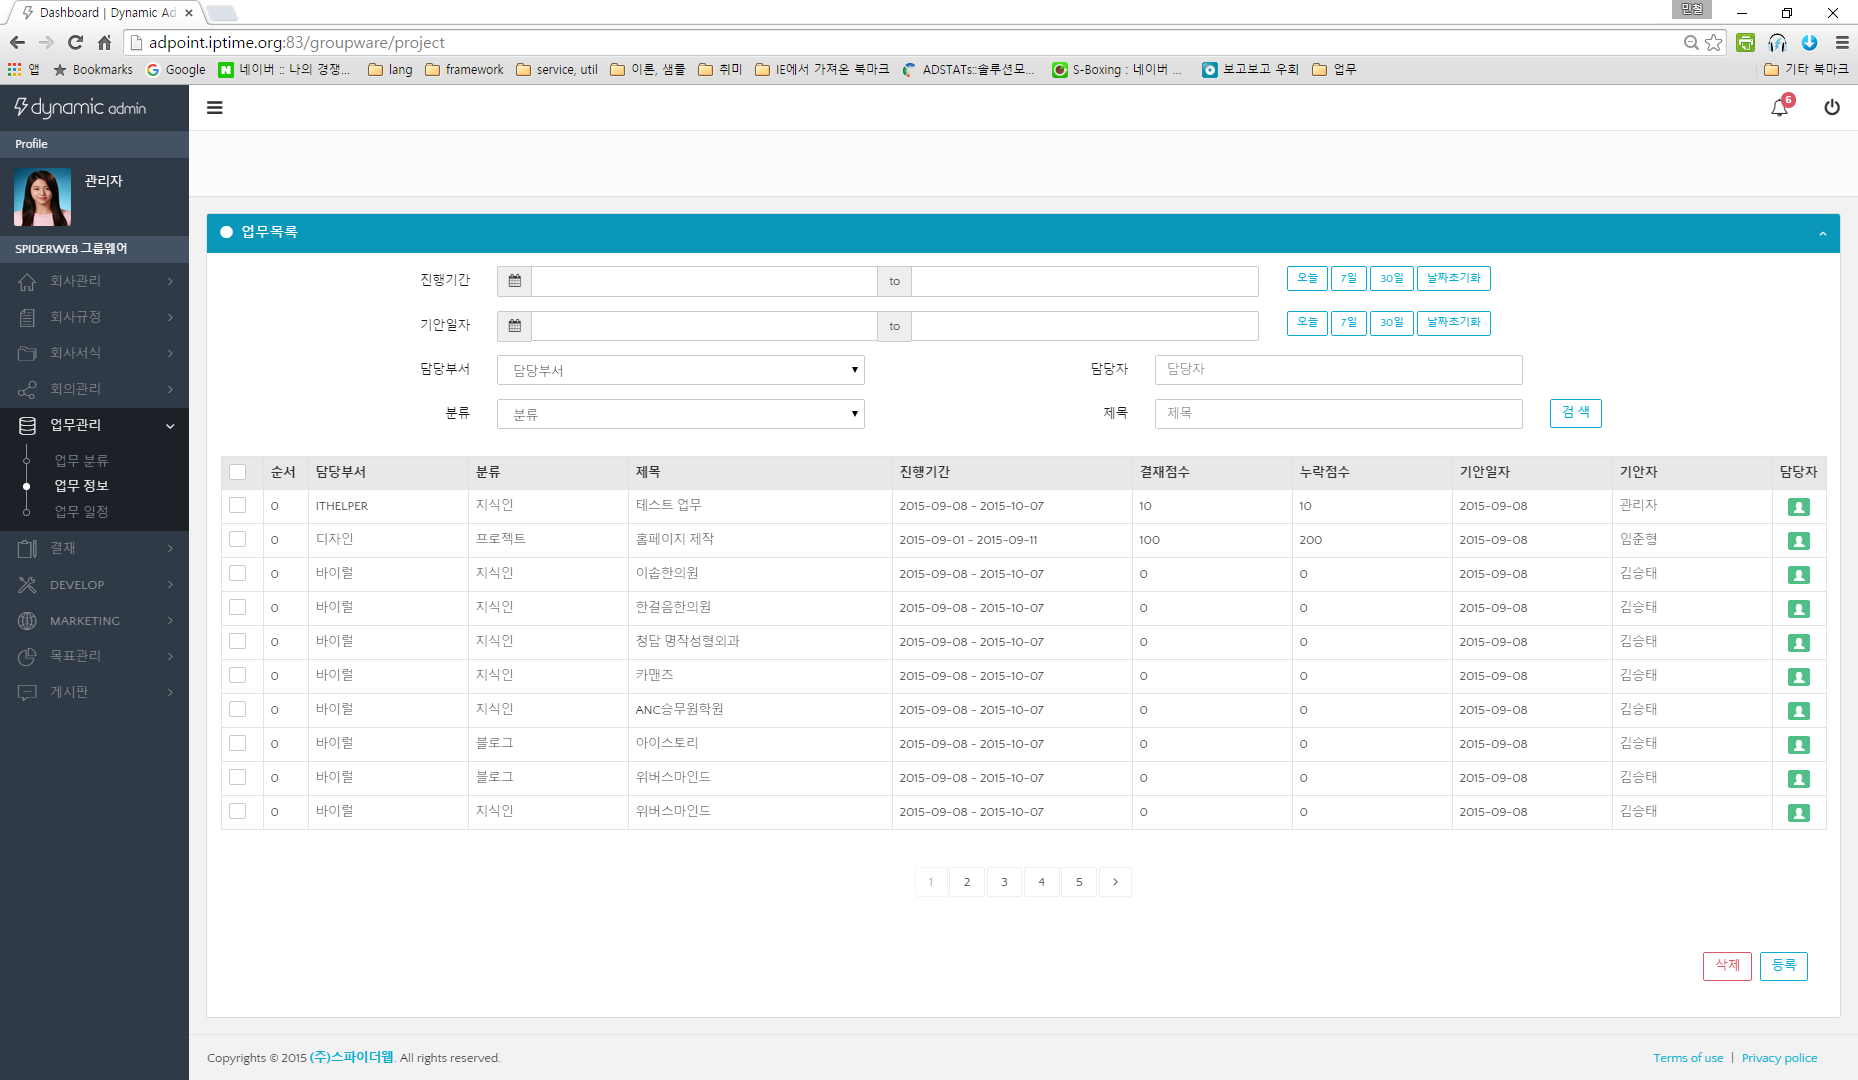 Dashboard | Dynamic Ad
민철
adpoint.iptime.org:83/groupware/project
앱 Bookmarks Google 네이버 :: 나의 경쟁... lang framework service, util 이론, 샘플 취미 IE에서 가져온 북마크 ADSTATs::솔루션모... S-Boxing : 네이버 ... 보고보고 우회 업무 기타 북마크
dynamic admin
6
Profile
관리자
SPIDERWEB 그룹웨어
회사관리
회사규정
회사서식
회의관리
업무관리
업무 분류
업무 정보
업무 일정
결재
DEVELOP
MARKETING
목표관리
게시판
업무목록
진행기간 to 오늘 7일 30일 날짜초기화
기안일자 to 오늘 7일 30일 날짜초기화
담당부서 담당부서 담당자 담당자
분류 분류 제목 제목 검 색
순서 담당부서 분류 제목 진행기간 결재점수 누락점수 기안일자 기안자 담당자
0 ITHELPER 지식인 테스트 업무 2015-09-08 - 2015-10-07 10 10 2015-09-08 관리자
0 디자인 프로젝트 홈페이지 제작 2015-09-01 - 2015-09-11 100 200 2015-09-08 임준형
0 바이럴 지식인 이솝한의원 2015-09-08 - 2015-10-07 0 0 2015-09-08 김승태
0 바이럴 지식인 한걸음한의원 2015-09-08 - 2015-10-07 0 0 2015-09-08 김승태
0 바이럴 지식인 청담 명작성형외과 2015-09-08 - 2015-10-07 0 0 2015-09-08 김승태
0 바이럴 지식인 카맨즈 2015-09-08 - 2015-10-07 0 0 2015-09-08 김승태
0 바이럴 지식인 ANC승무원학원 2015-09-08 - 2015-10-07 0 0 2015-09-08 김승태
0 바이럴 블로그 아이스토리 2015-09-08 - 2015-10-07 0 0 2015-09-08 김승태
0 바이럴 블로그 위버스마인드 2015-09-08 - 2015-10-07 0 0 2015-09-08 김승태
0 바이럴 지식인 위버스마인드 2015-09-08 - 2015-10-07 0 0 2015-09-08 김승태
1 2 3 4 5 >
삭제 등록
Copyrights © 2015 (주)스파이더웹. All rights reserved.
Terms of use | Privacy police